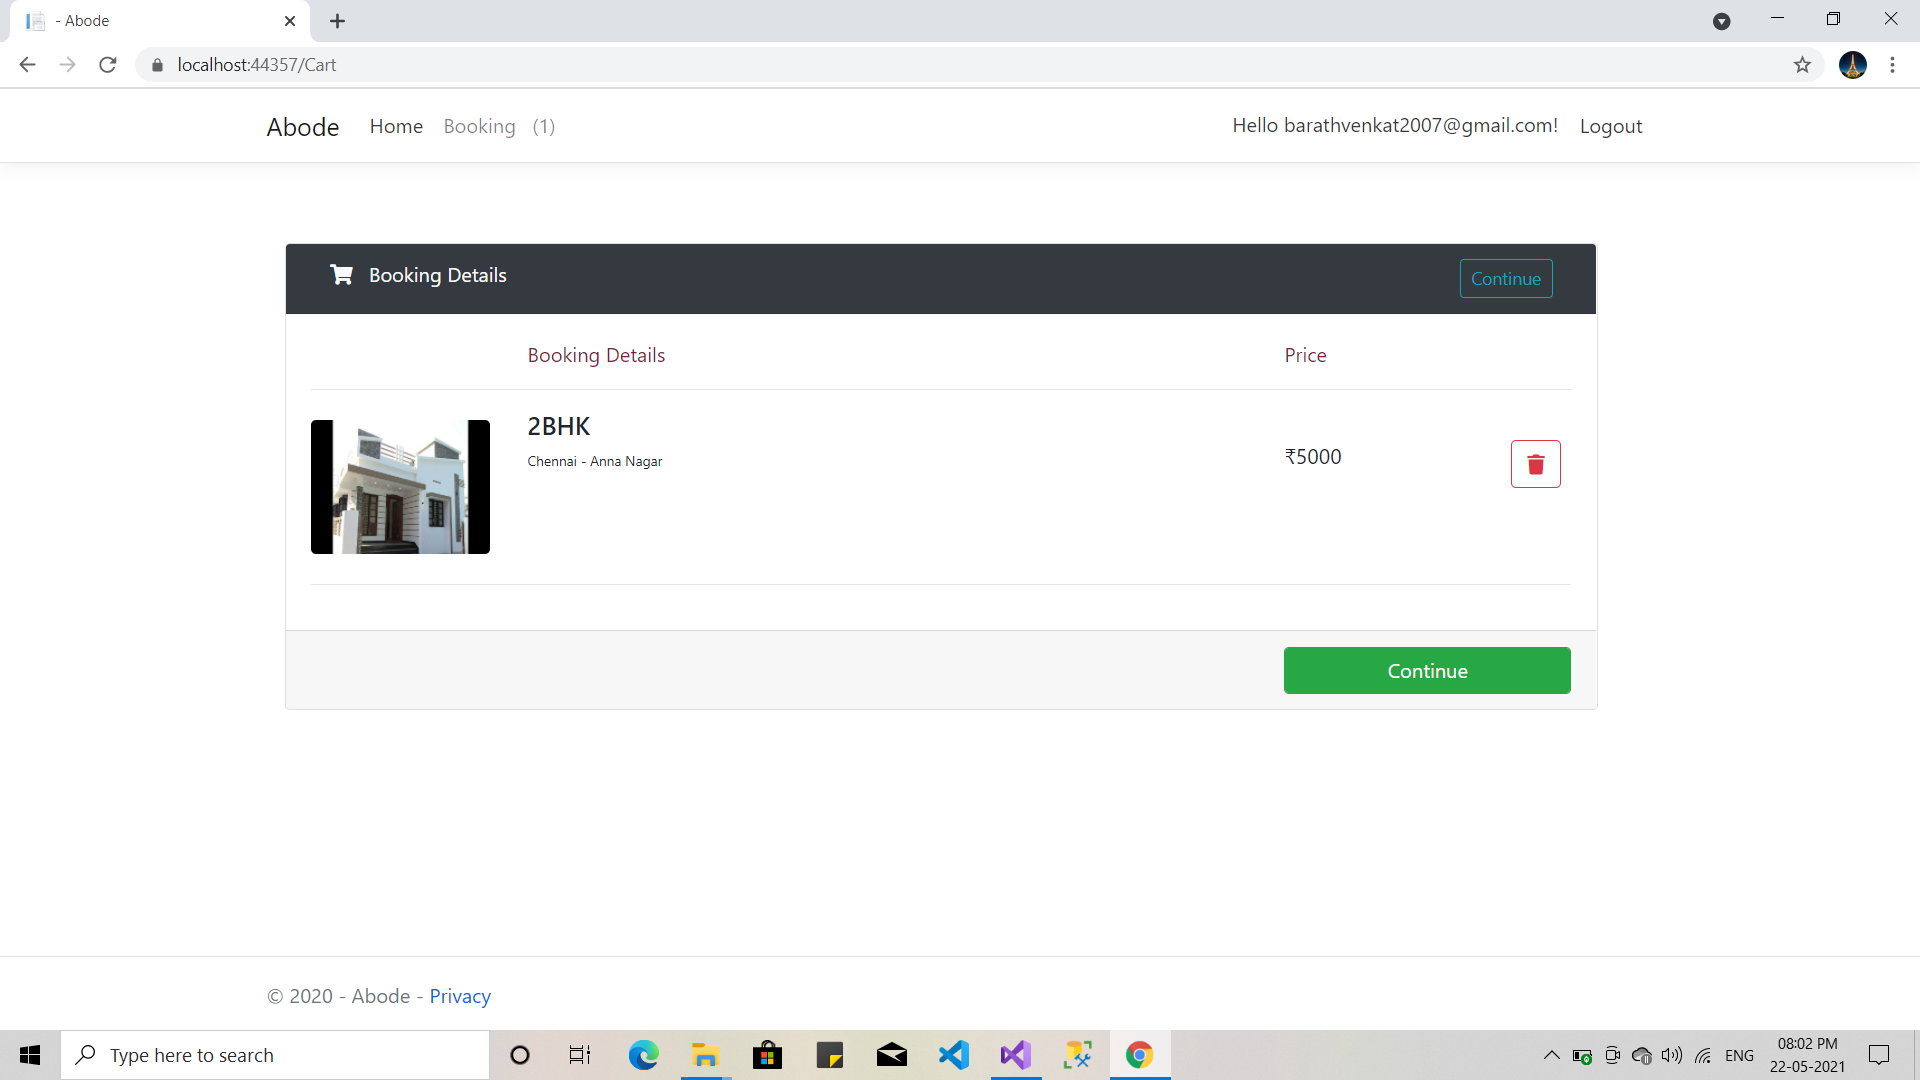 - Abode
localhost:44357/Cart
Abode Home Booking (1) Hello barathvenkat2007@gmail.com! Logout
Booking Details Continue
Booking Details Price
2BHK
Chennai - Anna Nagar
₹5000
Continue
© 2020 - Abode - Privacy
Type here to search
ENG
08:02 PM
22-05-2021